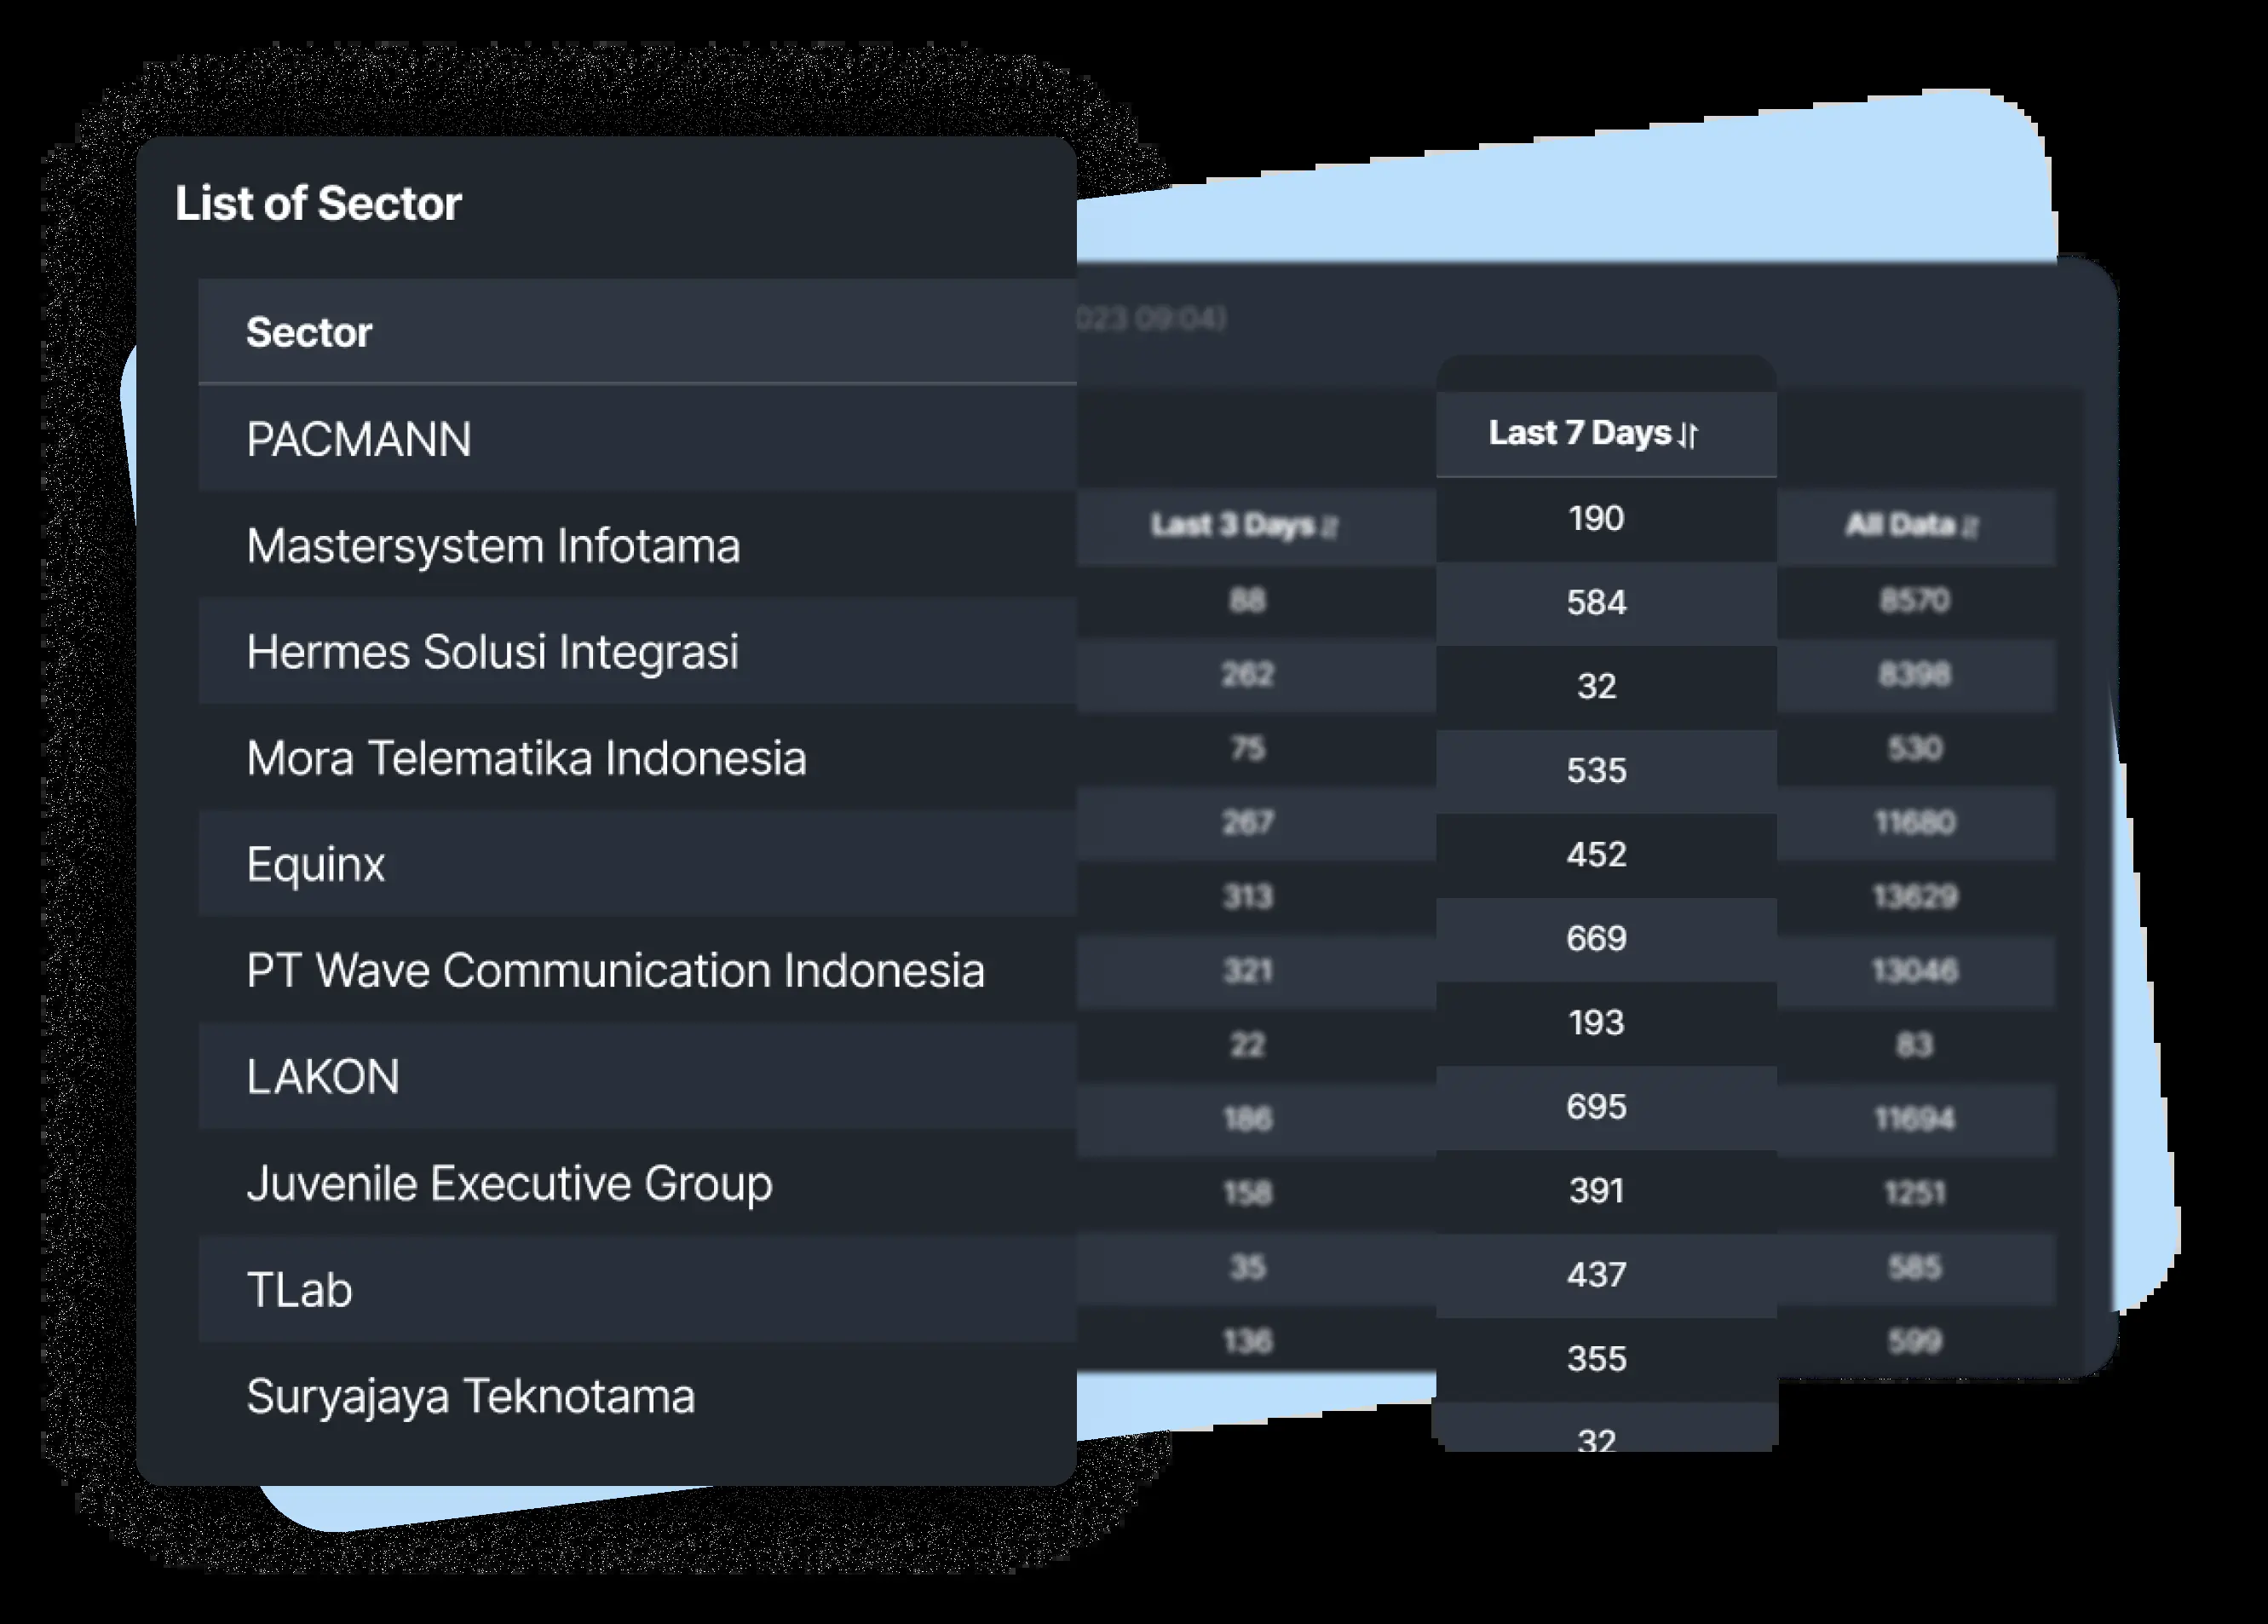 List of Sector
Sector
PACMANN
Mastersystem Infotama
Hermes Solusi Integrasi
Mora Telematika Indonesia
Equinx
PT Wave Communication Indonesia
LAKON
Juvenile Executive Group
TLab
Suryajaya Teknotama
023 09:04)
Last 3 Days
88
262
75
267
313
321
22
186
158
35
136
Last 7 Days
190
584
32
535
452
669
193
695
391
437
355
32
All Data
8570
8398
530
11680
13629
13046
83
11694
1251
585
599